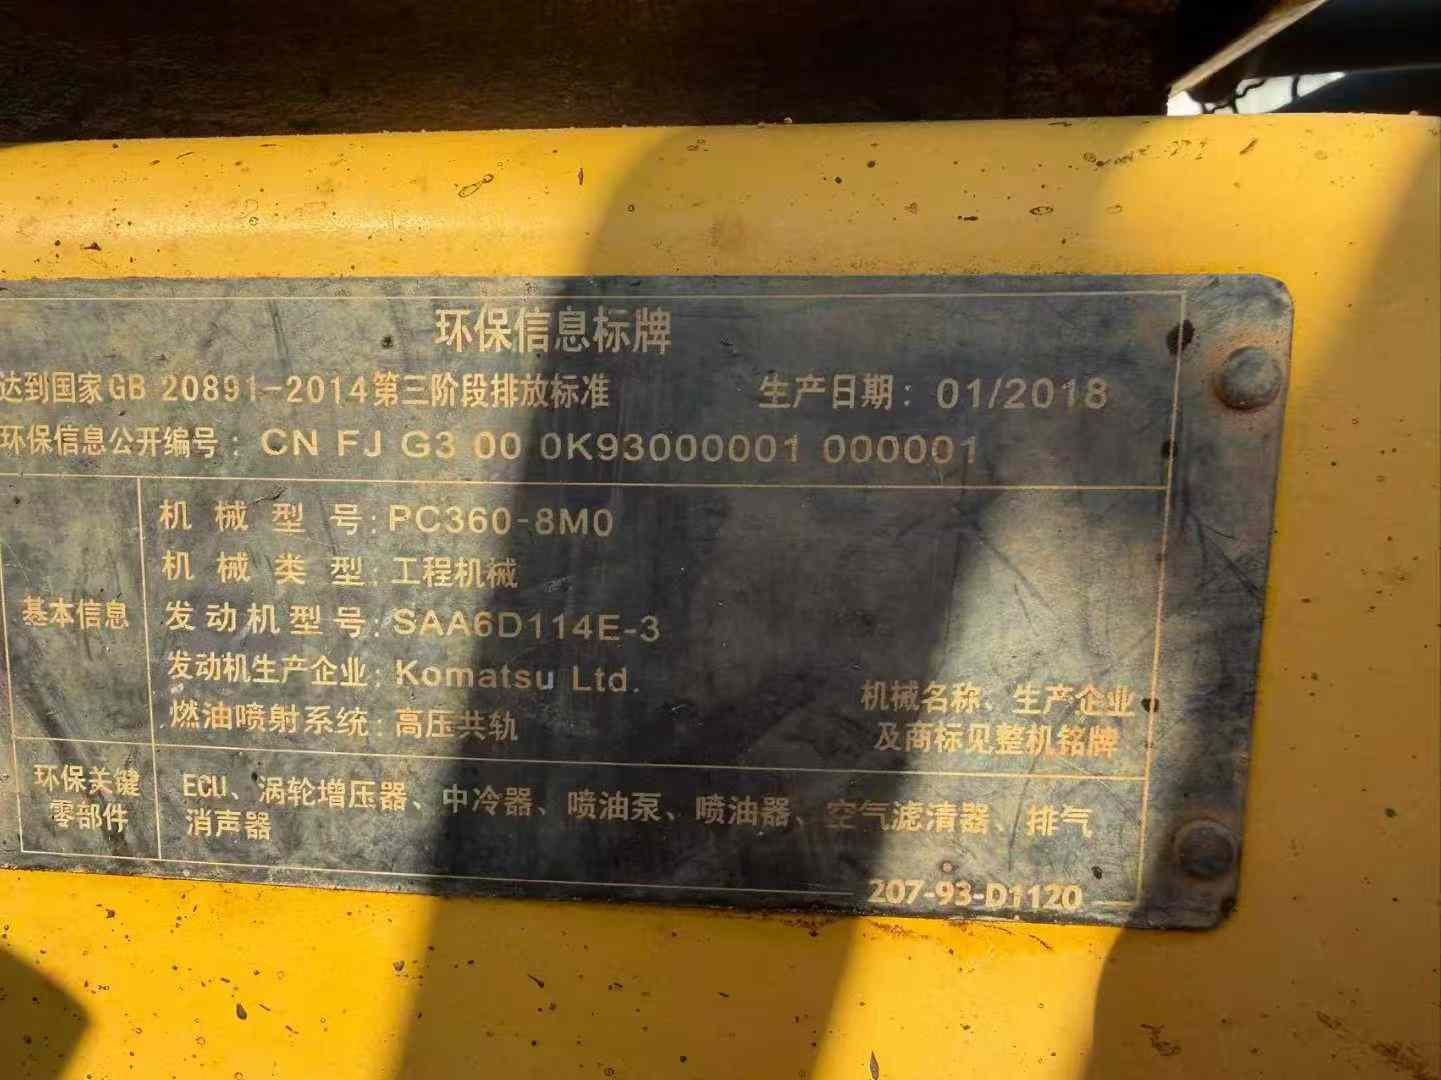 环保信息标牌
达到国家GB 20891-2014第三阶段排放标准 生产日期: 01/2018
环保信息公开编号: CN FJ G3 00 0K93000001 000001
基本信息
机械型号: PC360-8M0
机械类型: 工程机械
发动机型号: SAA6D114E-3
发动机生产企业: Komatsu Ltd.
燃油喷射系统: 高压共轨
机械名称、生产企业
及商标见整机铭牌
环保关键
零部件
ECU、涡轮增压器、中冷器、喷油泵、喷油器、空气滤清器、排气
消声器
207-93-D1120